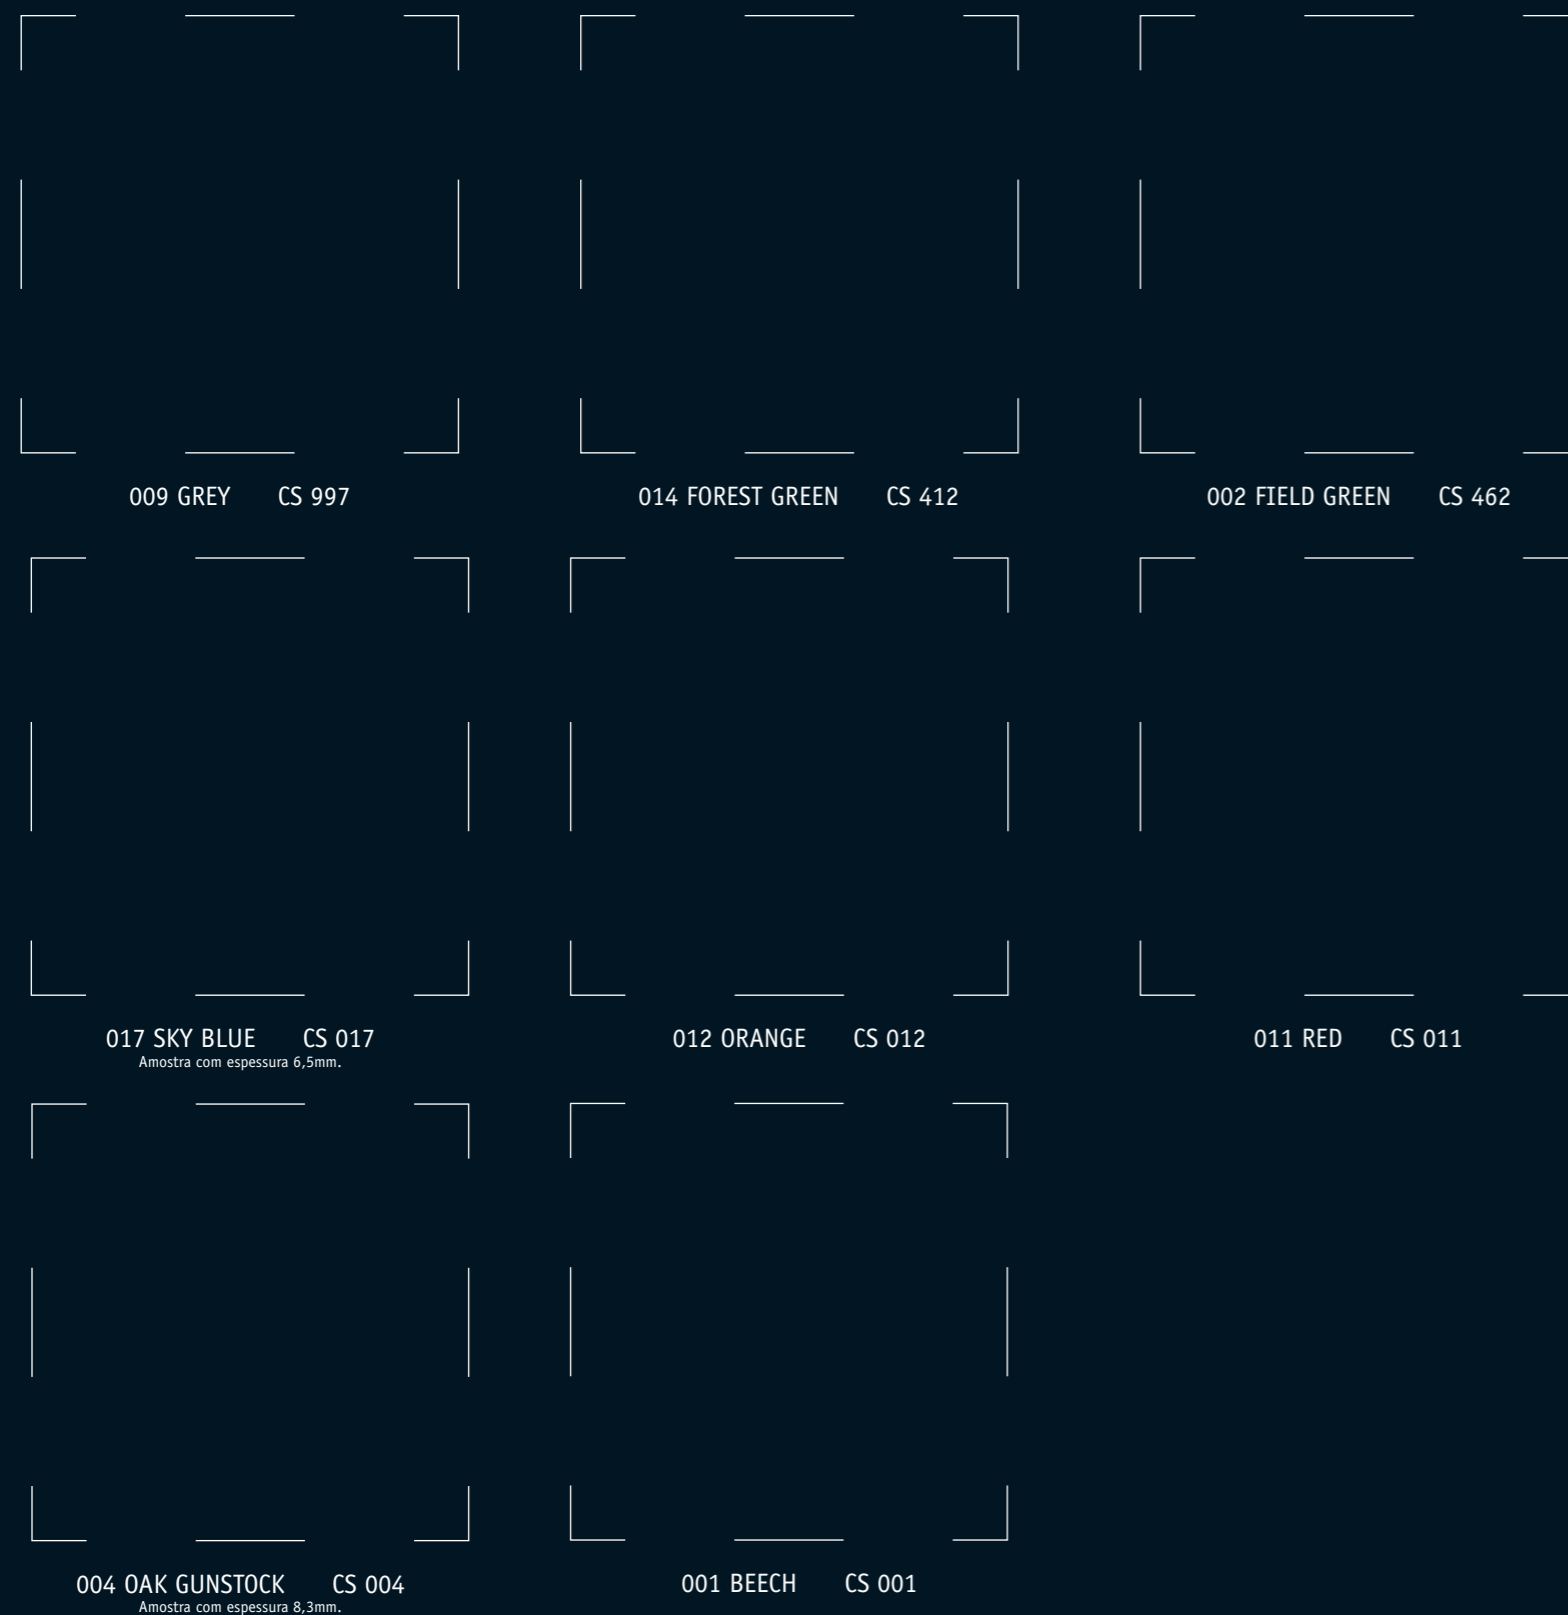 009 GREY CS 997
014 FOREST GREEN CS 412
002 FIELD GREEN CS 462
017 SKY BLUE CS 017
Amostra com espessura 6,5mm.
012 ORANGE CS 012
011 RED CS 011
004 OAK GUNSTOCK CS 004
Amostra com espessura 8,3mm.
001 BEECH CS 001